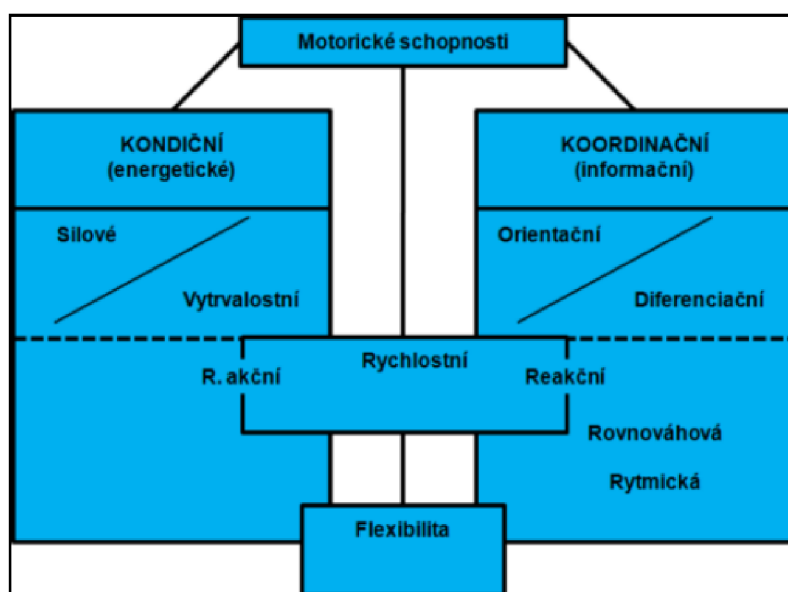 Motorické schopnosti
KONDIČNÍ
(energetické)
KOORDINAČNÍ
(informační)
Silové
Vytrvalostní
Orientační
Diferenciační
Rychlostní
R. akční
Reakční
Rovnováhová
Rytmická
Flexibilita